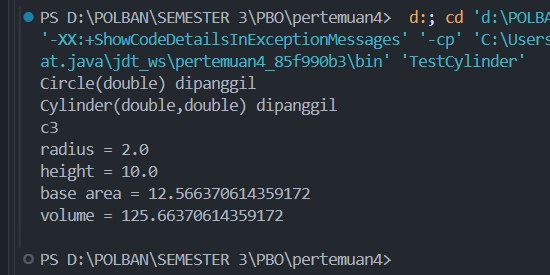 PS D:\POLBAN\SEMESTER 3\PBO\pertemuan4>  d:; cd 'd:\POLBAN
'-XX:+ShowCodeDetailsInExceptionMessages' '-cp' 'C:\Users
at.java\jdt_ws\pertemuan4_85f990b3\bin' 'TestCylinder'
Circle(double) dipanggil
Cylinder(double,double) dipanggil
c3
radius = 2.0
height = 10.0
base area = 12.566370614359172
volume = 125.66370614359172
PS D:\POLBAN\SEMESTER 3\PBO\pertemuan4>